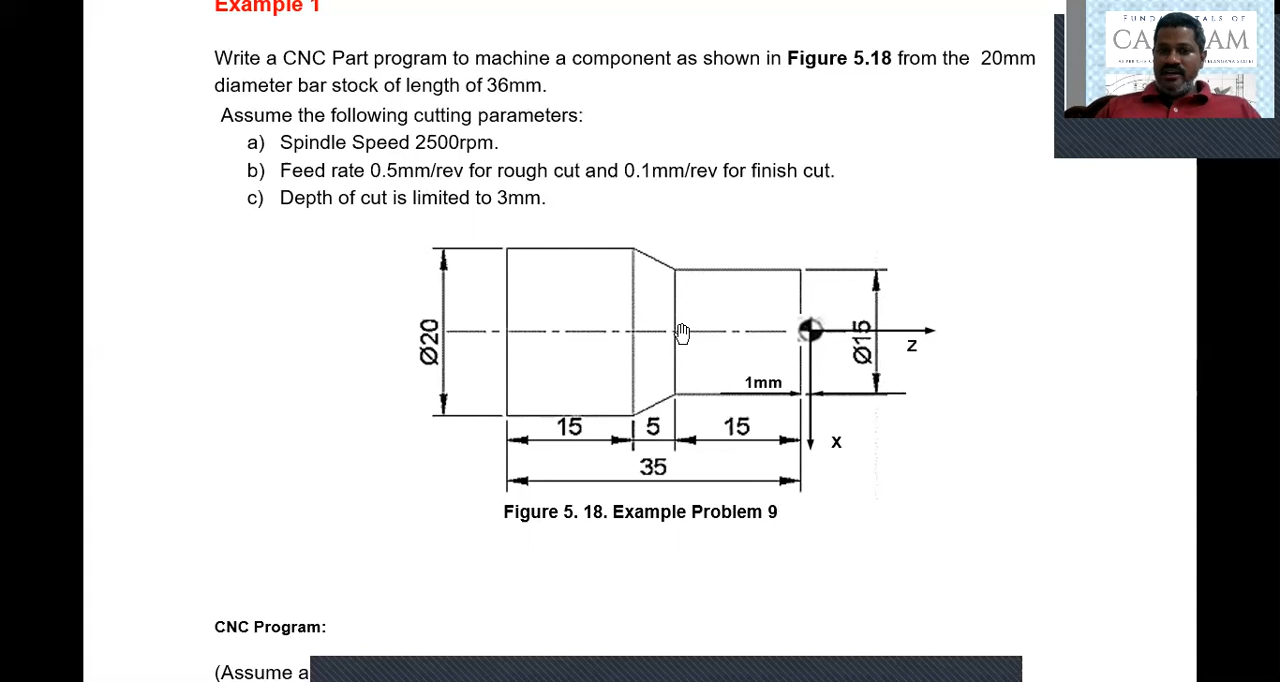 Example 1
Write a CNC Part program to machine a component as shown in Figure 5.18 from the 20mm
diameter bar stock of length of 36mm.
Assume the following cutting parameters:
a) Spindle Speed 2500rpm.
b) Feed rate 0.5mm/rev for rough cut and 0.1mm/rev for finish cut.
c) Depth of cut is limited to 3mm.
Ø20
Ø15
Z
1mm
15
5
15
X
35
Figure 5. 18. Example Problem 9
CNC Program:
(Assume a